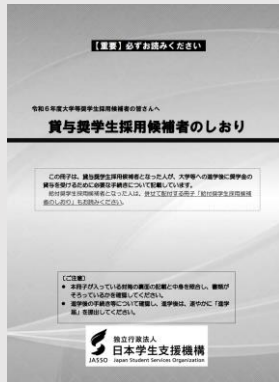 【重要】必ずお読みください
令和6年度大学等奨学生採用候補者の皆さんへ
貸与奨学生採用候補者のしおり
この冊子は、貸与奨学生採用候補者となった人が、大学等への進学後に奨学金の
貸与を受けるために必要な手続きについて記載しています。
給付奨学生採用候補者となった人は、併せて配付する冊子「給付奨学生採用候補
者のしおり」もお読みください。
【ご注意】
● 本冊子が入っている封筒の裏面の記載と中身を照合し、書類が
そろっているかを確認してください。
● 進学後の手続き等について確認し、進学後は、速やかに「進学
届」を提出してください。
独立行政法人
日本学生支援機構
JASSO Japan Student Services Organization